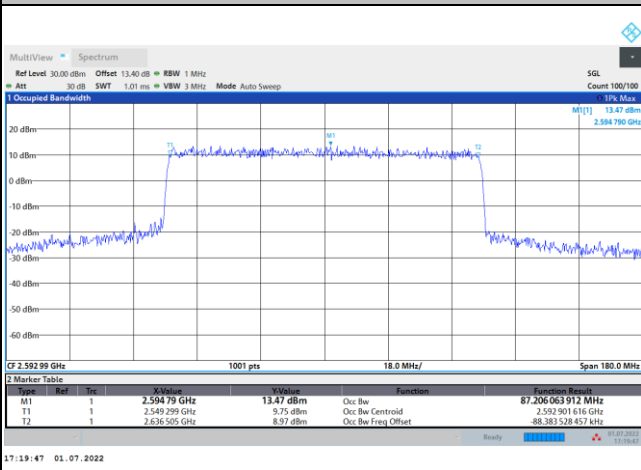 MultiView Spectrum
Ref Level 30.00 dBm Offset 13.40 dB RBW 1 MHz SGL
Att 30 dB SWT 1.01 ms VBW 3 MHz Mode Auto Sweep Count 100/100
1 Occupied Bandwidth 1Pk Max
M1[1] 13.47 dBm
2.594 790 GHz
20 dBm
M1
T1 T2
10 dBm
0 dBm
-10 dBm
-20 dBm
-30 dBm
-40 dBm
-50 dBm
-60 dBm
CF 2.592 99 GHz 1001 pts 18.0 MHz/ Span 180.0 MHz
2 Marker Table
Type Ref Trc X-Value Y-Value Function Function Result
M1 1 2.594 79 GHz 13.47 dBm Occ Bw 87.206 063 912 MHz
T1 1 2.549 299 GHz 9.75 dBm Occ Bw Centroid 2.592 901 616 GHz
T2 1 2.636 505 GHz 8.97 dBm Occ Bw Freq Offset -88.383 528 457 kHz
Ready 01.07.2022
17:19:47
17:19:47 01.07.2022